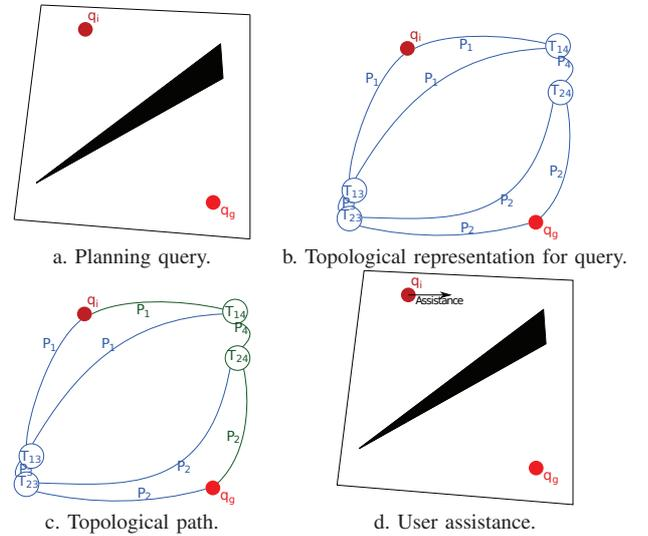 qi
qg
a. Planning query.
qi
P1
T14
P4
P1
P1
T24
P2
T13
P3
T23
P2
P2
qg
b. Topological representation for query.
qi
P1
T14
P4
P1
P1
T24
P2
T13
P3
T23
P2
P2
qg
c. Topological path.
qi
Assistance
qg
d. User assistance.